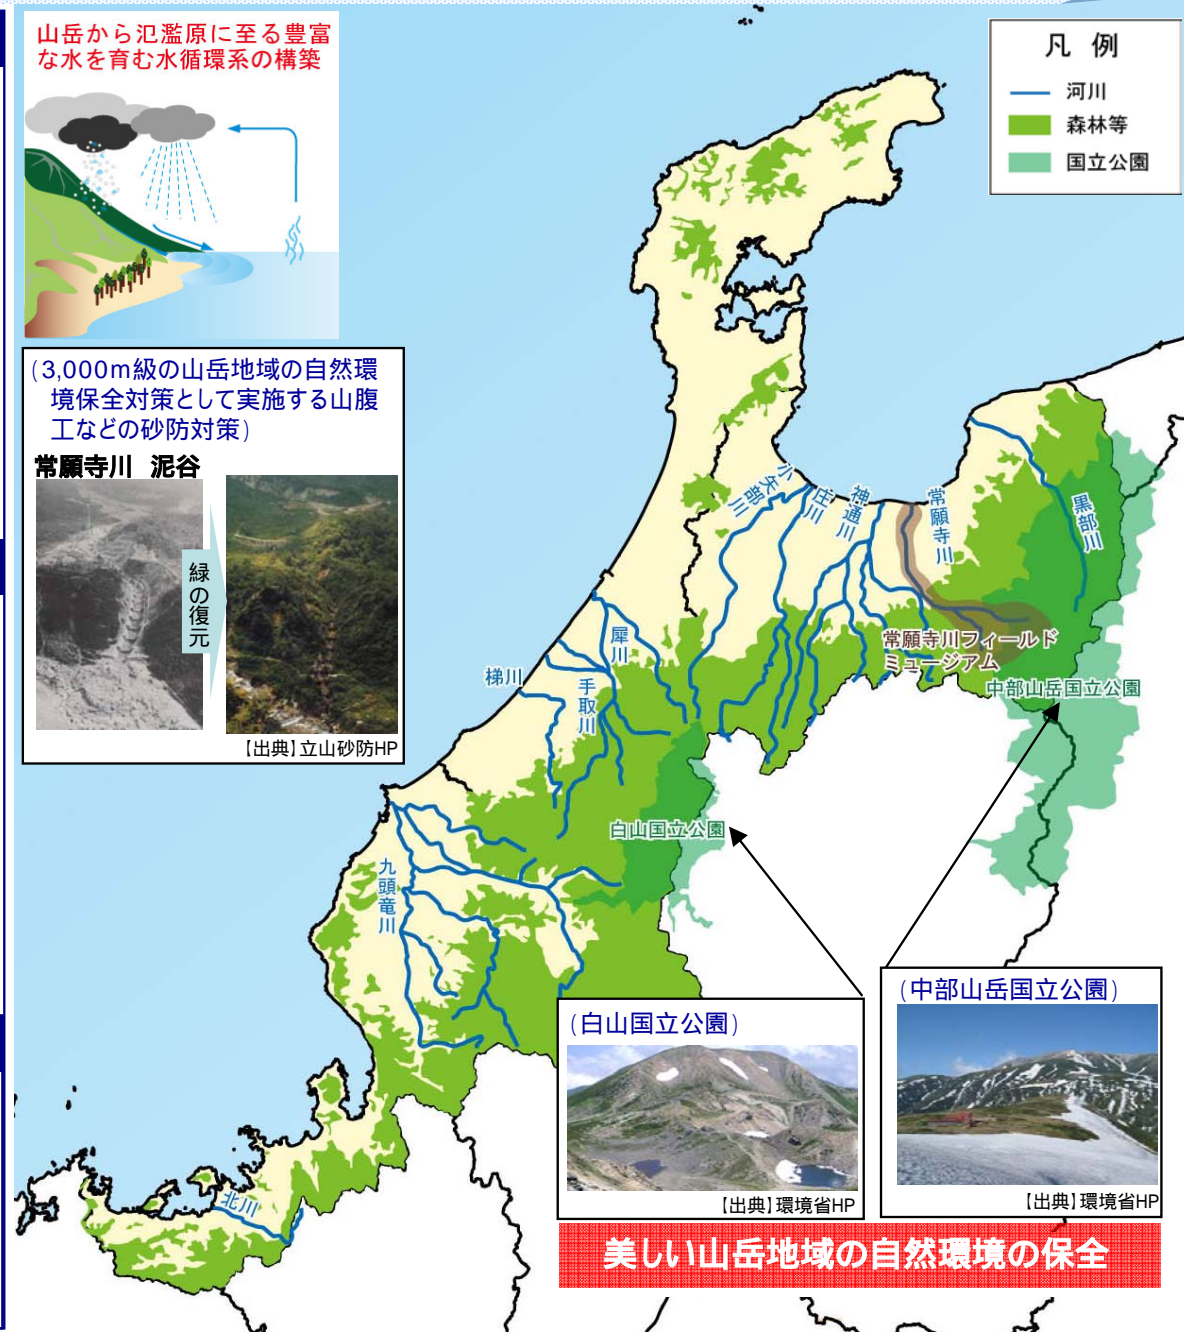 山岳から氾濫原に至る豊富
な水を育む水循環系の構築
凡 例
河川
森林等
国立公園
(3,000m級の山岳地域の自然環
境保全対策として実施する山腹
工などの砂防対策)
常願寺川 泥谷
緑の復元
【出典】立山砂防HP
小矢部川
庄川
神通川
常願寺川
黒部川
常願寺川フィールド
ミュージアム
中部山岳国立公園
犀川
梯川
手取川
白山国立公園
九頭竜川
北川
(白山国立公園)
【出典】環境省HP
(中部山岳国立公園)
【出典】環境省HP
美しい山岳地域の自然環境の保全